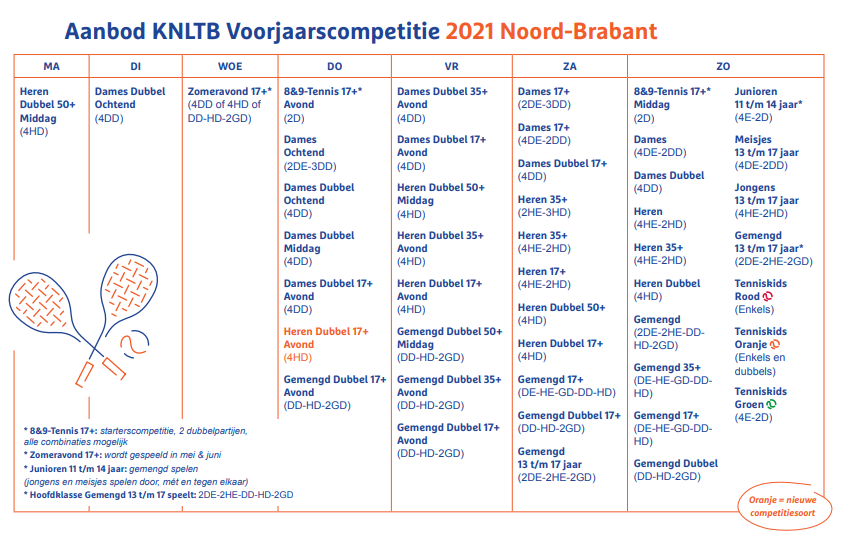 Aanbod KNLTB Voorjaarscompetitie 2021 Noord-Brabant
MA
Heren
Dubbel 50+
Middag
(4HD)
DI
Dames Dubbel
Ochtend
(4DD)
WOE
Zomeravond 17+*
(4DD of 4HD of
DD-HD-2GD)
DO
8&9-Tennis 17+*
Avond
(2D)
Dames
Ochtend
(2DE-3DD)
Dames Dubbel
Ochtend
(4DD)
Dames Dubbel
Middag
(4DD)
Dames Dubbel 17+
Avond
(4DD)
Heren Dubbel 17+
Avond
(4HD)
Gemengd Dubbel 17+
Avond
(DD-HD-2GD)
VR
Dames Dubbel 35+
Avond
(4DD)
Dames Dubbel 17+
Avond
(4DD)
Heren Dubbel 50+
Middag
(4HD)
Heren Dubbel 35+
Avond
(4HD)
Heren Dubbel 17+
Avond
(4HD)
Gemengd Dubbel 50+
Middag
(DD-HD-2GD)
Gemengd Dubbel 35+
Avond
(DD-HD-2GD)
Gemengd Dubbel 17+
Avond
(DD-HD-2GD)
ZA
Dames 17+
(2DE-3DD)
Dames 17+
(4DE-2DD)
Dames Dubbel 17+
(4DD)
Heren 35+
(2HE-3HD)
Heren 35+
(4HE-2HD)
Heren 17+
(4HE-2HD)
Heren Dubbel 50+
(4HD)
Heren Dubbel 17+
(4HD)
Gemengd 17+
(DE-HE-GD-DD-HD)
Gemengd Dubbel 17+
(DD-HD-2GD)
Gemengd
13 t/m 17 jaar
(2DE-2HE-2GD)
ZO
8&9-Tennis 17+*
Middag
(2D)
Dames
(4DE-2DD)
Dames Dubbel
(4DD)
Heren
(4HE-2HD)
Heren 35+
(4HE-2HD)
Heren Dubbel
(4HD)
Gemengd
(2DE-2HE-DD-
HD-2GD)
Gemengd 35+
(DE-HE-GD-DD-
HD)
Gemengd 17+
(DE-HE-GD-DD-
HD)
Gemengd Dubbel
(DD-HD-2GD)
Junioren
11 t/m 14 jaar*
(4E-2D)
Meisjes
13 t/m 17 jaar
(4DE-2DD)
Jongens
13 t/m 17 jaar
(4HE-2HD)
Gemengd
13 t/m 17 jaar*
(2DE-2HE-2GD)
Tenniskids
Rood
(Enkels)
Tenniskids
Oranje
(Enkels en
dubbels)
Tenniskids
Groen
(4E-2D)
* 8&9-Tennis 17+: starterscompetitie, 2 dubbelpartijen,
alle combinaties mogelijk
* Zomeravond 17+: wordt gespeeld in mei & juni
* Junioren 11 t/m 14 jaar: gemengd spelen
(jongens en meisjes spelen door, mét en tegen elkaar)
* Hoofdklasse Gemengd 13 t/m 17 speelt: 2DE-2HE-DD-HD-2GD
Oranje = nieuwe
competitiesoort